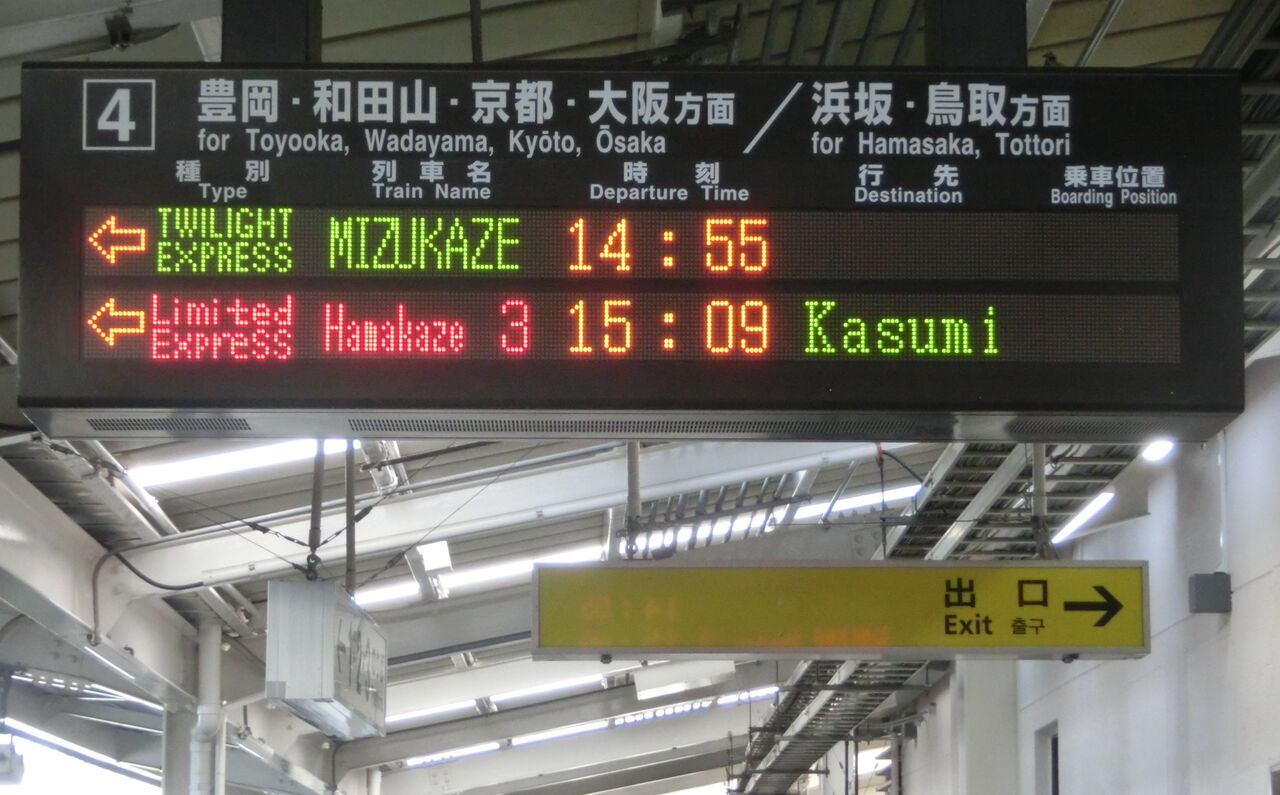 4 豊岡・和田山・京都・大阪方面／浜坂・鳥取方面
for Toyooka, Wadayama, Kyōto, Ōsaka for Hamasaka, Tottori
種別 列車名 時刻 行先 乗車位置
Type Train Name Departure Time Destination Boarding Position
← TWILIGHT EXPRESS MIZUKAZE 14:55
← Limited EXPRESS Hamakaze 3 15:09 Kasumi
出口 →
Exit 출구